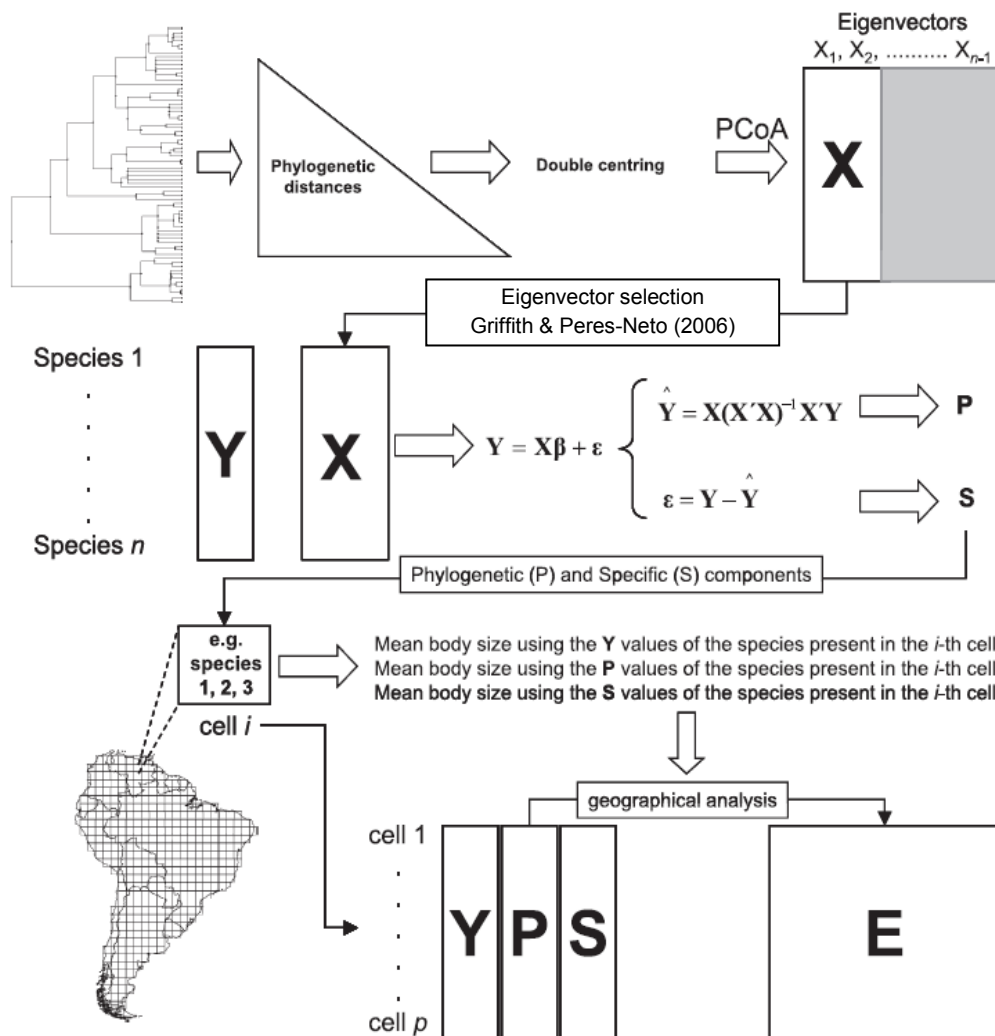 Eigenvectors
X₁, X₂, .......... Xₙ₋₁
PCoA
Phylogenetic
distances
Double centring
X
Eigenvector selection
Griffith & Peres-Neto (2006)
Species 1
.
.
.
.
Species n
Y
X
Y = Xβ + ε
Ŷ = X(X′X)⁻¹ X′Y
P
ε = Y – Ŷ
S
Phylogenetic (P) and Specific (S) components
e.g.
species
1, 2, 3
cell i
Mean body size using the Y values of the species present in the i-th cell
Mean body size using the P values of the species present in the i-th cell
Mean body size using the S values of the species present in the i-th cell
geographical analysis
cell 1
.
.
.
.
cell p
Y P S
E